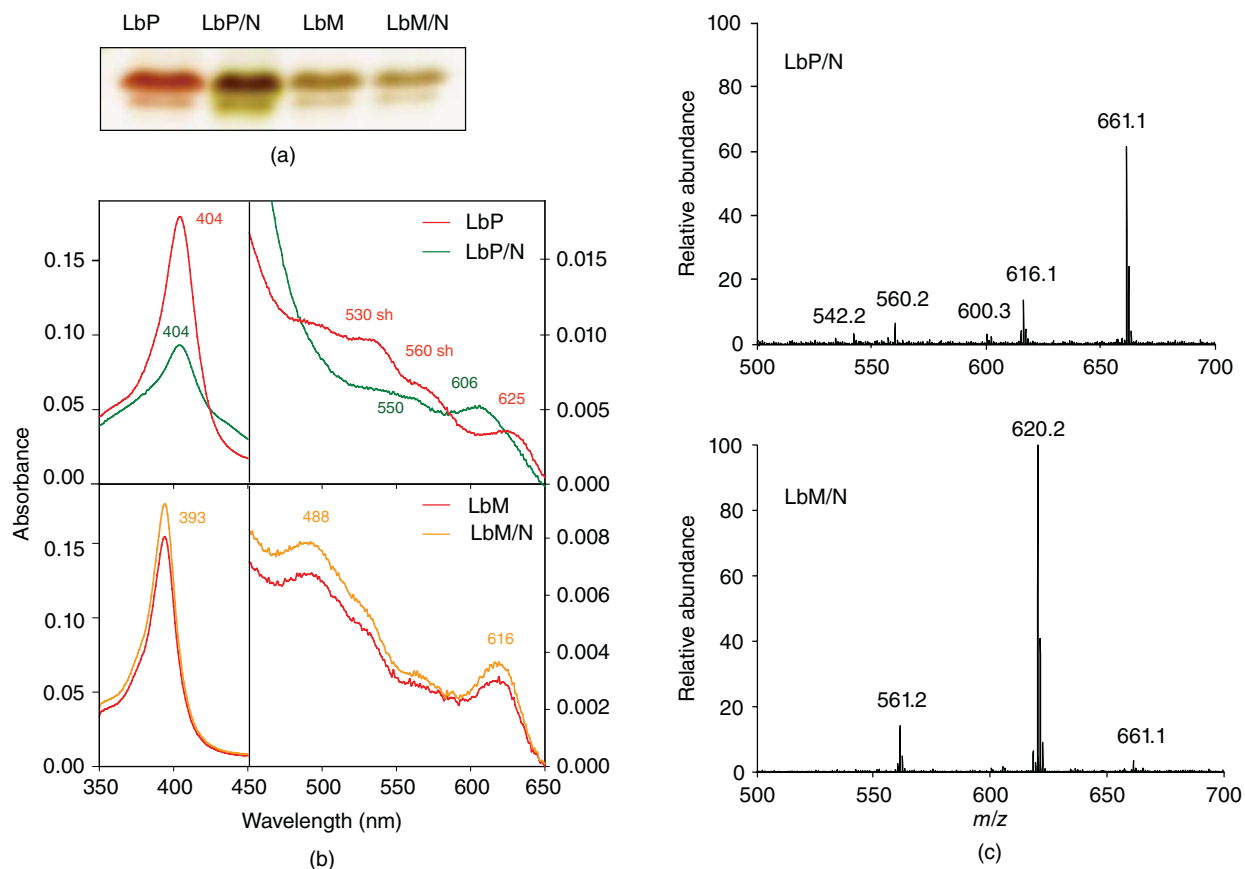 LbP LbP/N LbM LbM/N
(a)
LbP
LbP/N
404
404
530 sh
560 sh
550
606
625
0.15
0.10
0.05
0.00
0.015
0.010
0.005
0.000
LbM
LbM/N
393
488
616
0.15
0.10
0.05
0.00
0.008
0.006
0.004
0.002
0.000
Absorbance
350 400 450 500 550 600 650
Wavelength (nm)
(b)
LbP/N
Relative abundance
100
80
60
40
20
0
542.2
560.2
600.3
616.1
661.1
500 550 600 650 700
LbM/N
Relative abundance
100
80
60
40
20
0
561.2
620.2
661.1
500 550 600 650 700
m/z
(c)